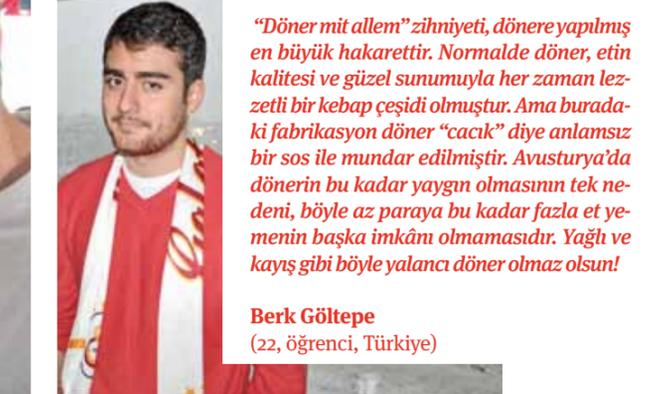 “Döner mit allem” zihniyeti, dönere yapılmış
en büyük hakarettir. Normalde döner, etin
kalitesi ve güzel sunumuyla her zaman lez-
zetli bir kebap çeşidi olmuştur. Ama burada-
ki fabrikasyon döner “cacık” diye anlamsız
bir sos ile mundar edilmiştir. Avusturya’da
dönerin bu kadar yaygın olmasının tek ne-
deni, böyle az paraya bu kadar fazla et ye-
menin başka imkânı olmamasıdır. Yağlı ve
kayış gibi böyle yalancı döner olmaz olsun!
Berk Göltepe
(22, öğrenci, Türkiye)